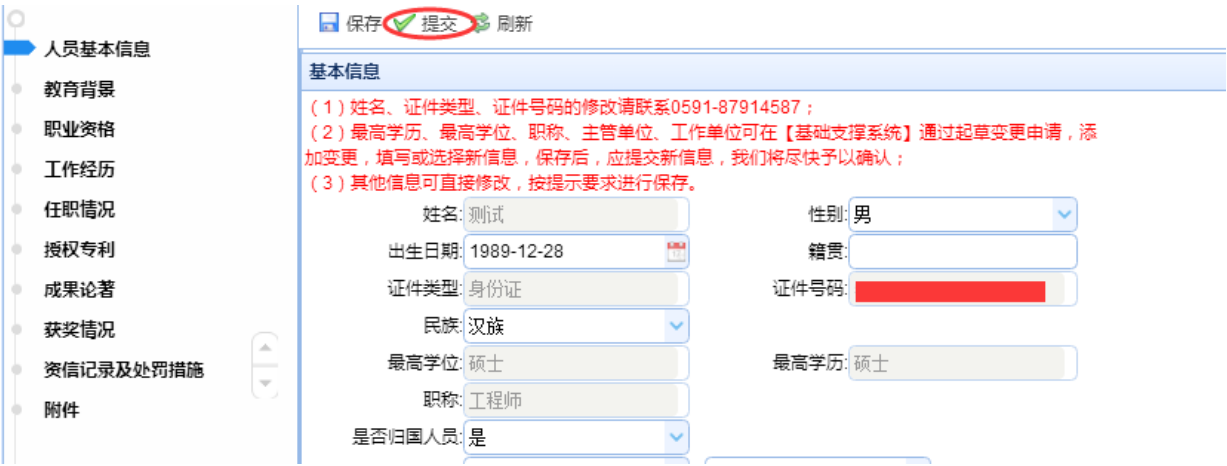 保存 提交 刷新
人员基本信息
教育背景
职业资格
工作经历
任职情况
授权专利
成果论著
获奖情况
资信记录及处罚措施
附件
基本信息
（1）姓名、证件类型、证件号码的修改请联系0591-87914587；
（2）最高学历、最高学位、职称、主管单位、工作单位可在【基础支撑系统】通过起草变更申请，添
加变更，填写或选择新信息，保存后，应提交新信息，我们将尽快予以确认；
（3）其他信息可直接修改，按提示要求进行保存。
姓名: 测试 性别: 男
出生日期: 1989-12-28 籍贯:
证件类型: 身份证 证件号码:
民族: 汉族
最高学位: 硕士 最高学历: 硕士
职称: 工程师
是否归国人员: 是